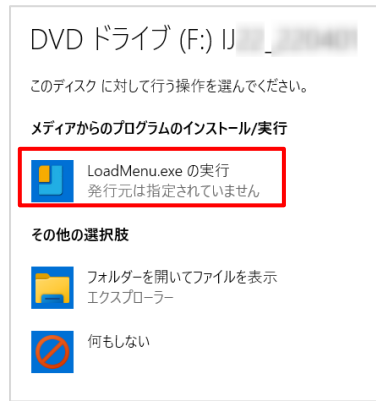 DVD ドライブ (F:) IJ
このディスク に対して行う操作を選んでください。
メディアからのプログラムのインストール/実行
LoadMenu.exe の実行
発行元は指定されていません
その他の選択肢
フォルダーを開いてファイルを表示
エクスプローラー
何もしない